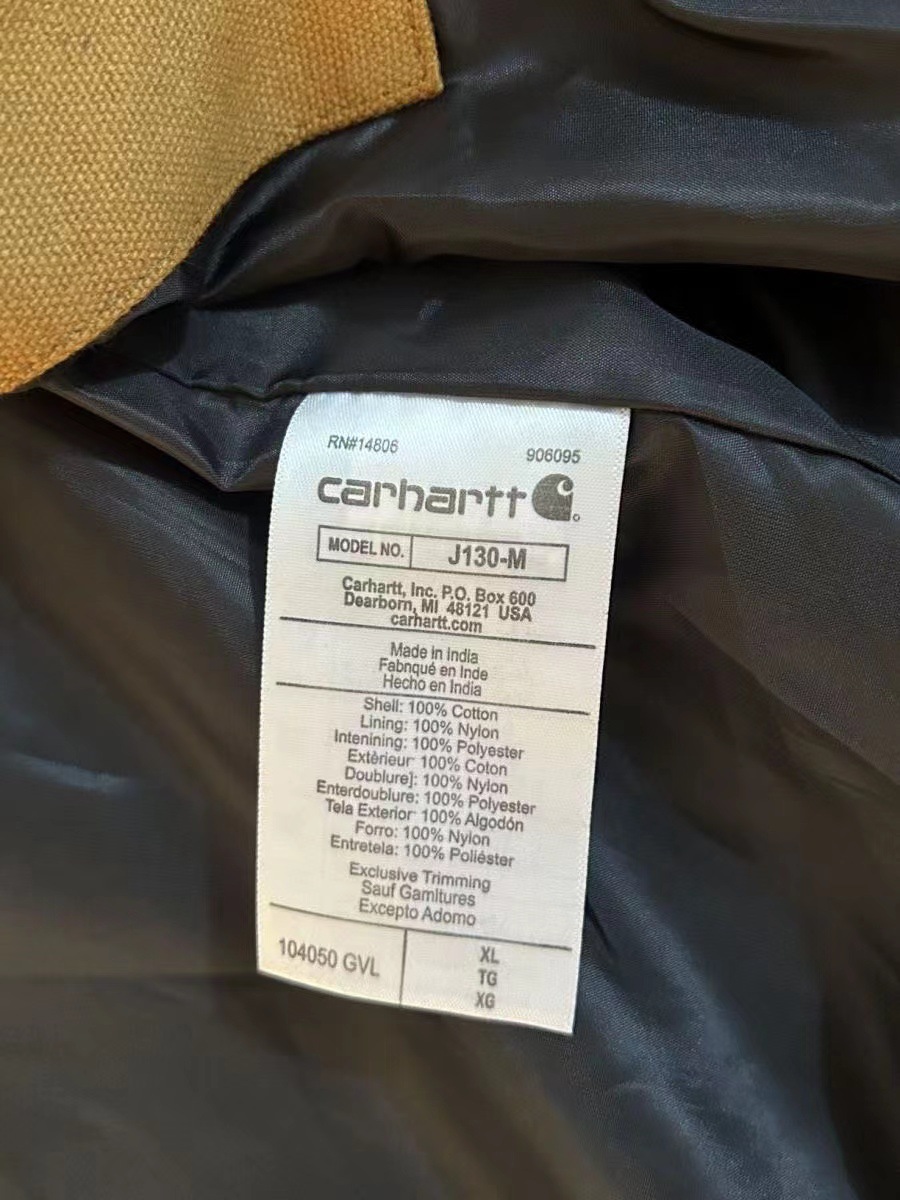 RN#14806
906095
carhartt
MODEL NO. J130-M
Carhartt, Inc. P.O. Box 600
Dearborn, MI 48121 USA
carhartt.com
Made in India
Fabnqué en Inde
Hecho en India
Shell: 100% Cotton
Lining: 100% Nylon
Intenining: 100% Polyester
Extèrieur 100% Coton
Doublure]: 100% Nylon
Enterdoublure: 100% Polyester
Tela Exterior 100% Algodón
Forro: 100% Nylon
Entretela: 100% Poliéster
Exclusive Trimming
Sauf Gamitures
Excepto Adomo
104050 GVL
XL
TG
XG